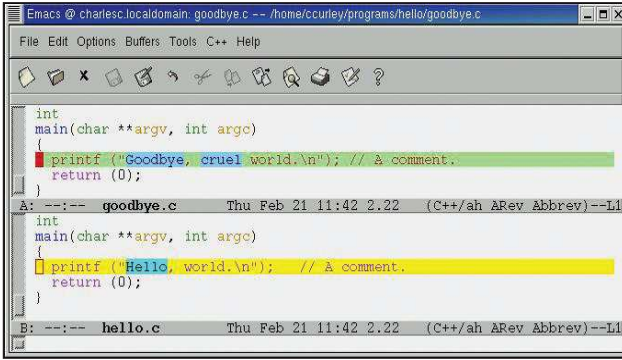 Emacs @ charlesc.localdomain: goodbye.c -- /home/ccurley/programs/hello/goodbye.c
File Edit Options Buffers Tools C++ Help
int
main(char **argv, int argc)
{
printf ("Goodbye, cruel world.\n"); // A comment.
return (0);
}
A: --:-- goodbye.c Thu Feb 21 11:42 2.22 (C++/ah ARev Abbrev)--L1
int
main(char **argv, int argc)
{
printf ("Hello, world.\n"); // A comment.
return (0);
}
B: --:-- hello.c Thu Feb 21 11:42 2.22 (C++/ah ARev Abbrev)--L1